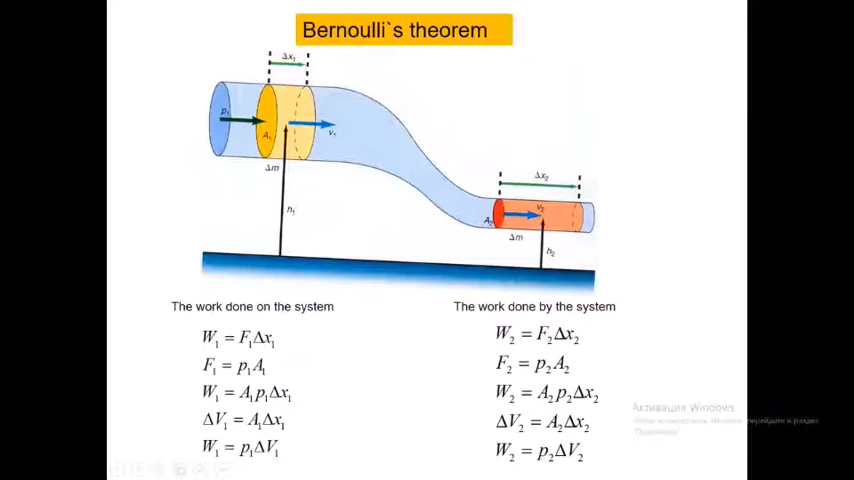 Bernoulli`s theorem
Δx₁
p₁
A₁
v₁
Δm
h₁
Δx₂
A₂
v₂
Δm
h₂
The work done on the system
W₁ = F₁Δx₁
F₁ = p₁A₁
W₁ = A₁p₁Δx₁
ΔV₁ = A₁Δx₁
W₁ = p₁ΔV₁
The work done by the system
W₂ = F₂Δx₂
F₂ = p₂A₂
W₂ = A₂p₂Δx₂
ΔV₂ = A₂Δx₂
W₂ = p₂ΔV₂
Активация Windows
перейдите в раздел